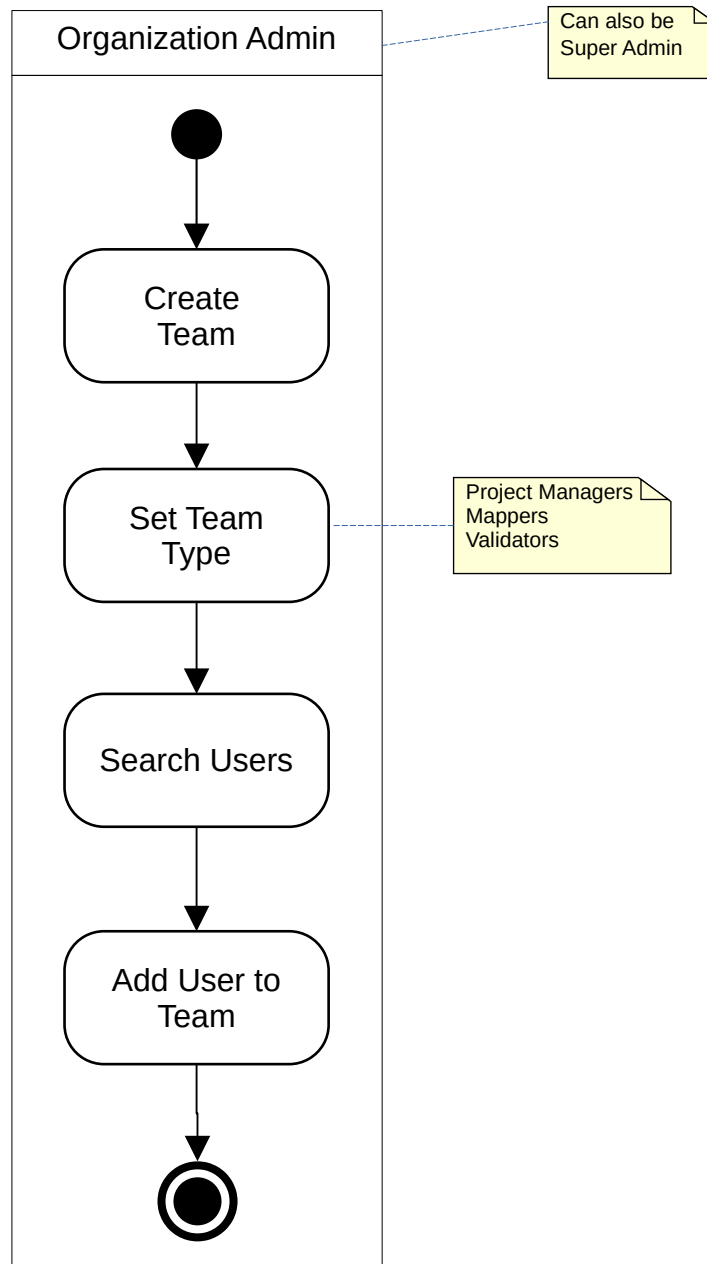 Organization Admin
Can also be
Super Admin
Create
Team
Set Team
Type
Project Managers
Mappers
Validators
Search Users
Add User to
Team